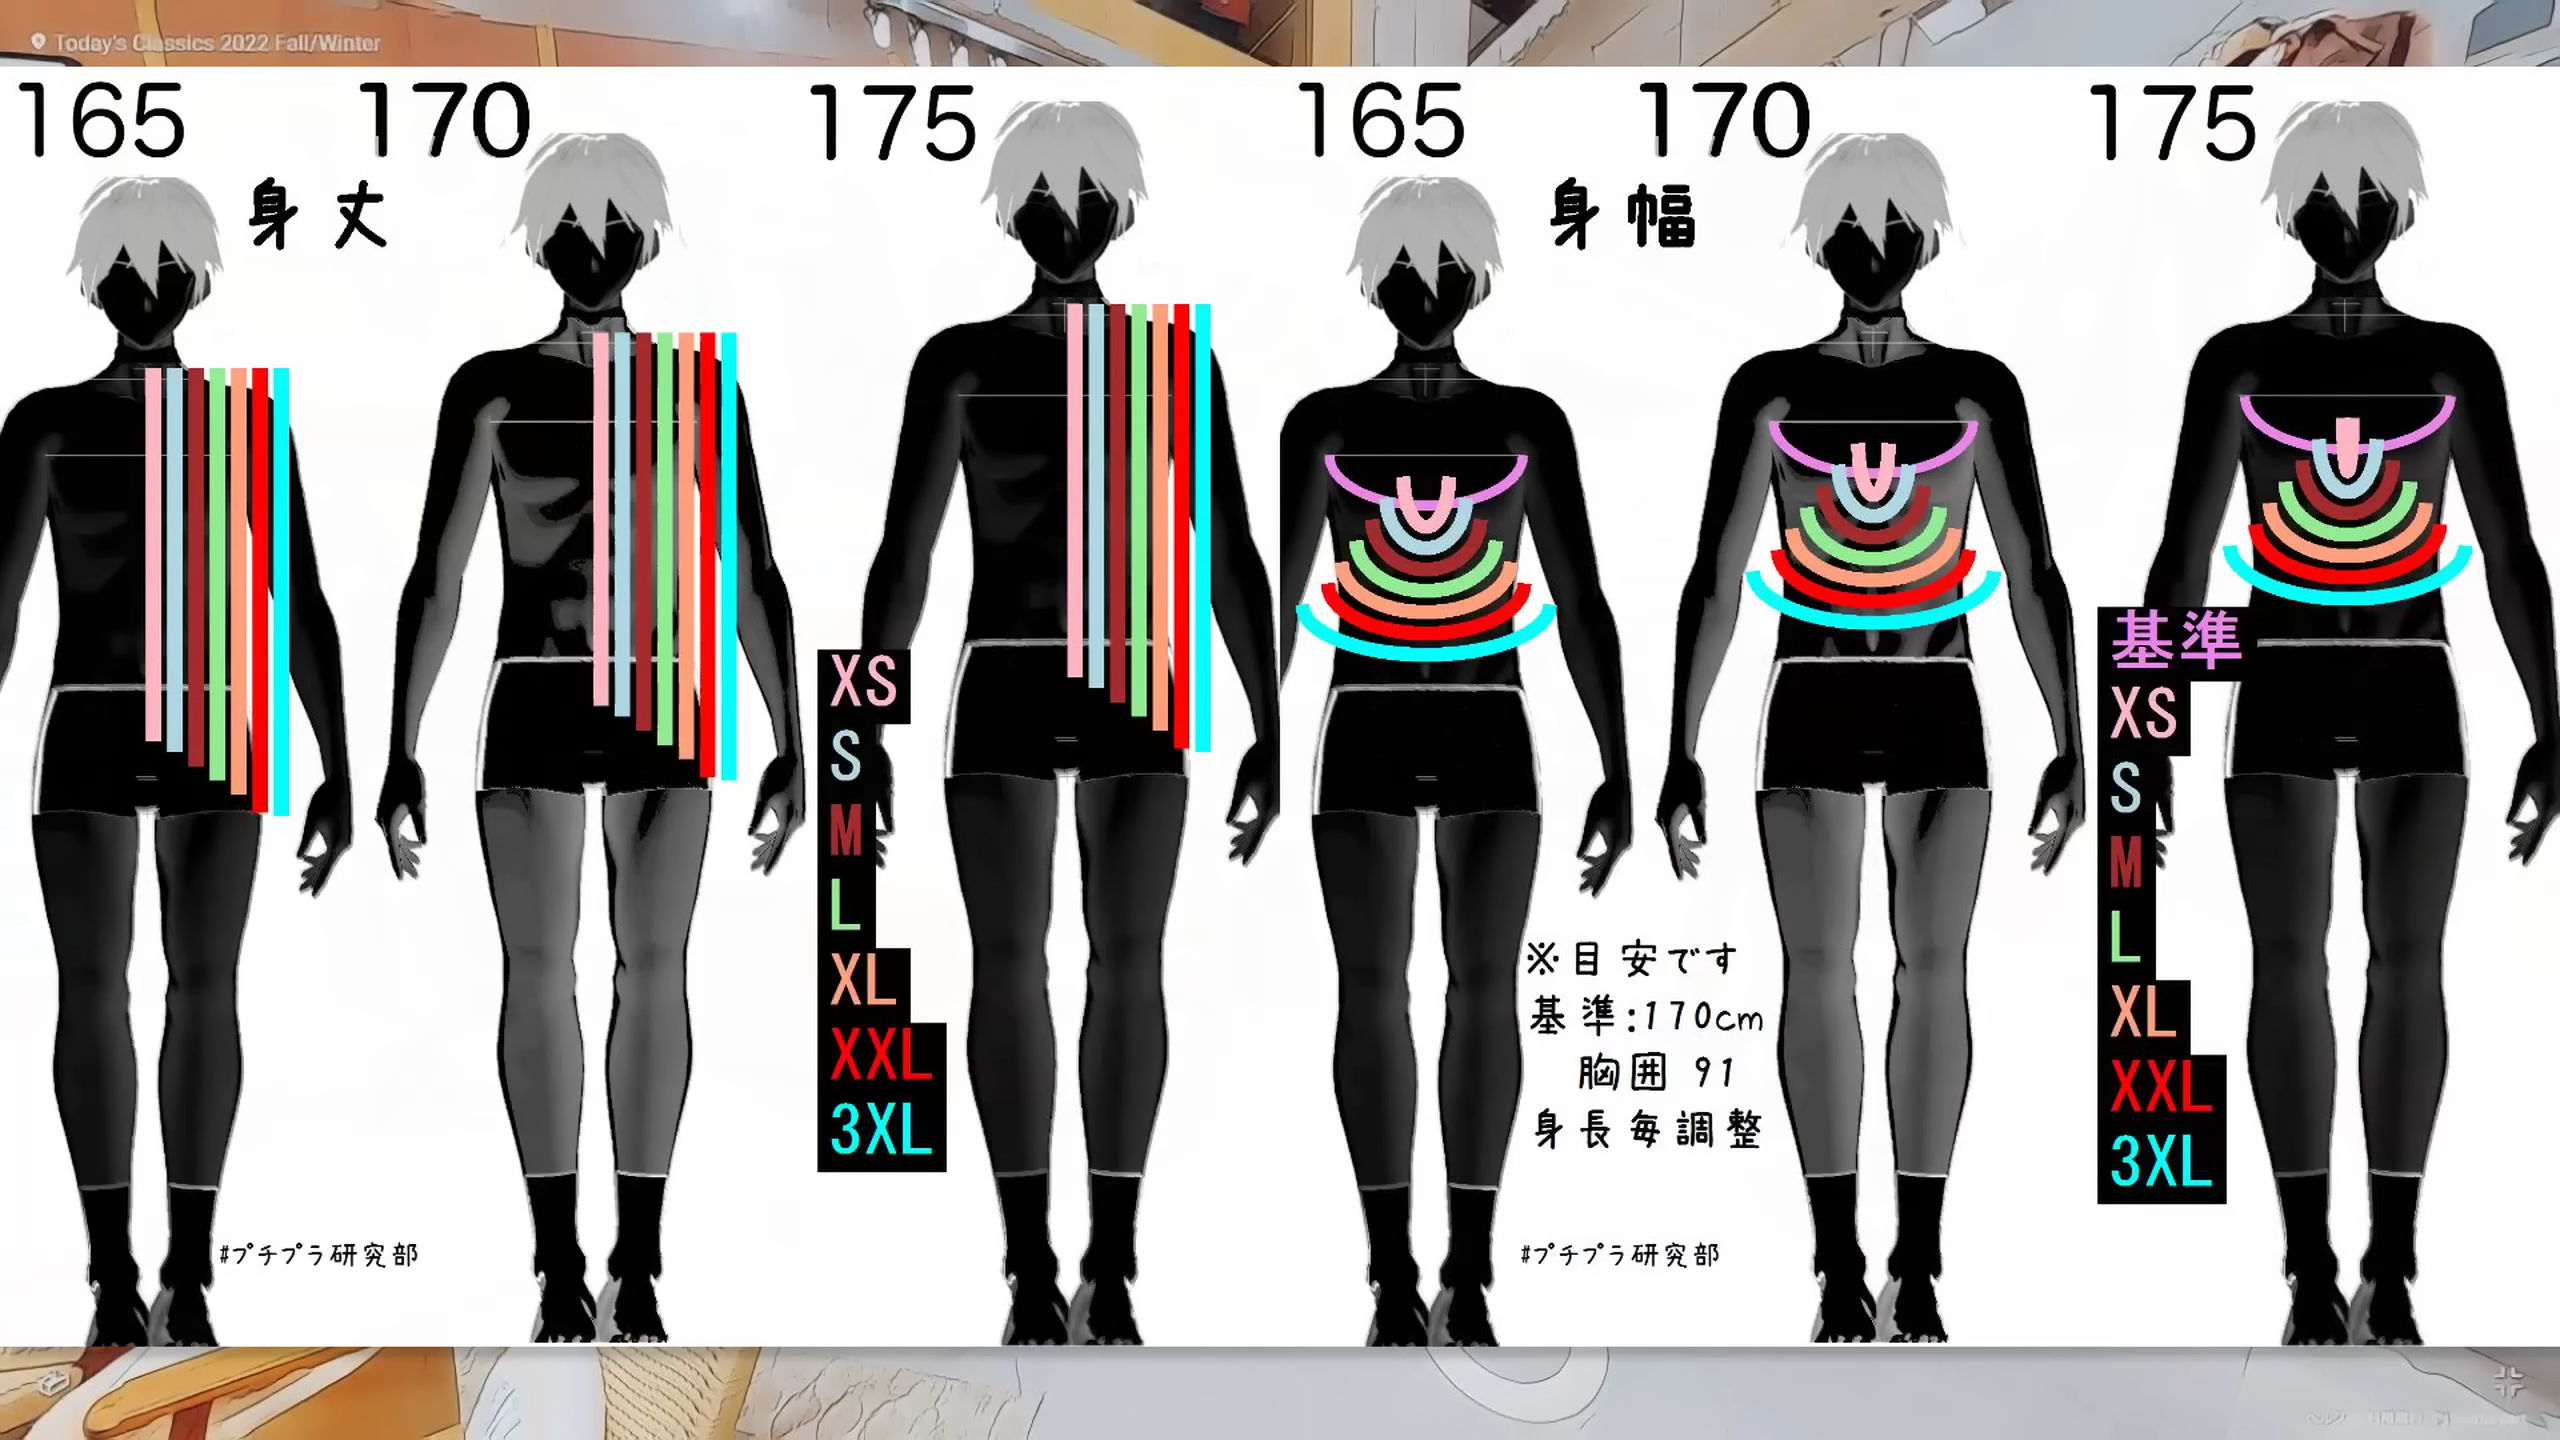 Today's Classics 2022 Fall/Winter
165
170
175
身丈
XS
S
M
L
XL
XXL
3XL
#プチプラ研究部
165
170
175
身幅
基準
XS
S
M
L
XL
XXL
3XL
※目安です
基準:170cm
胸囲 91
身長毎調整
#プチプラ研究部